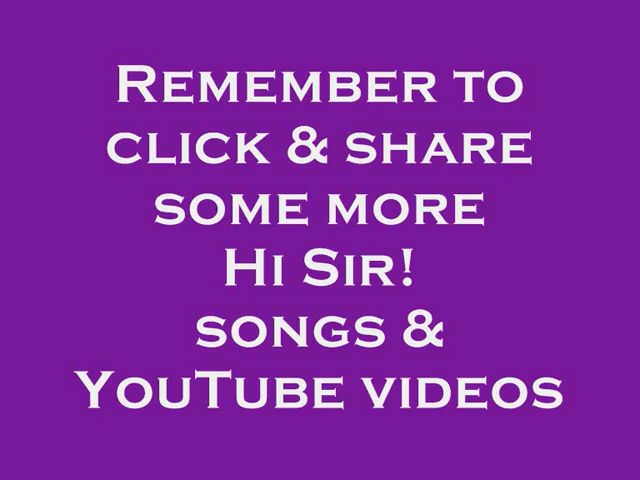 Remember to
click & share
some more
Hi Sir!
songs &
YouTube videos